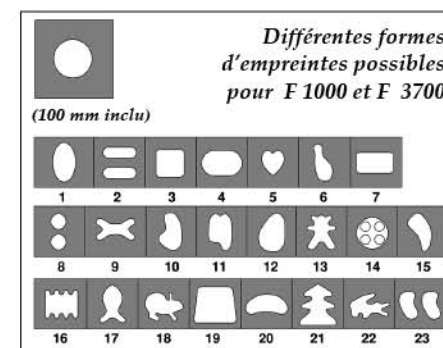 Différentes formes
d'empreintes possibles
pour F 1000 et F 3700
(100 mm inclu)
1 2 3 4 5 6 7
8 9 10 11 12 13 14 15
16 17 18 19 20 21 22 23